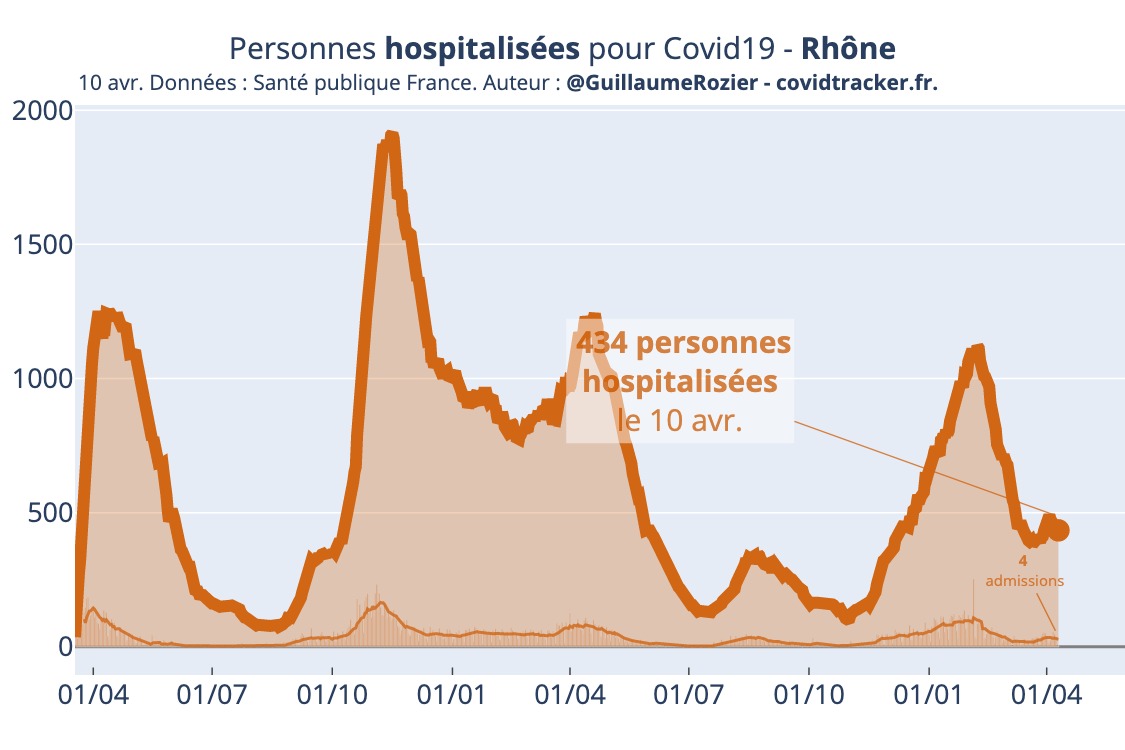 Personnes hospitalisées pour Covid19 - Rhône
10 avr. Données : Santé publique France. Auteur : @GuillaumeRozier - covidtracker.fr.
2000
1500
1000
500
0
434 personnes
hospitalisées
le 10 avr.
4
admissions
01/04
01/07
01/10
01/01
01/04
01/07
01/10
01/01
01/04